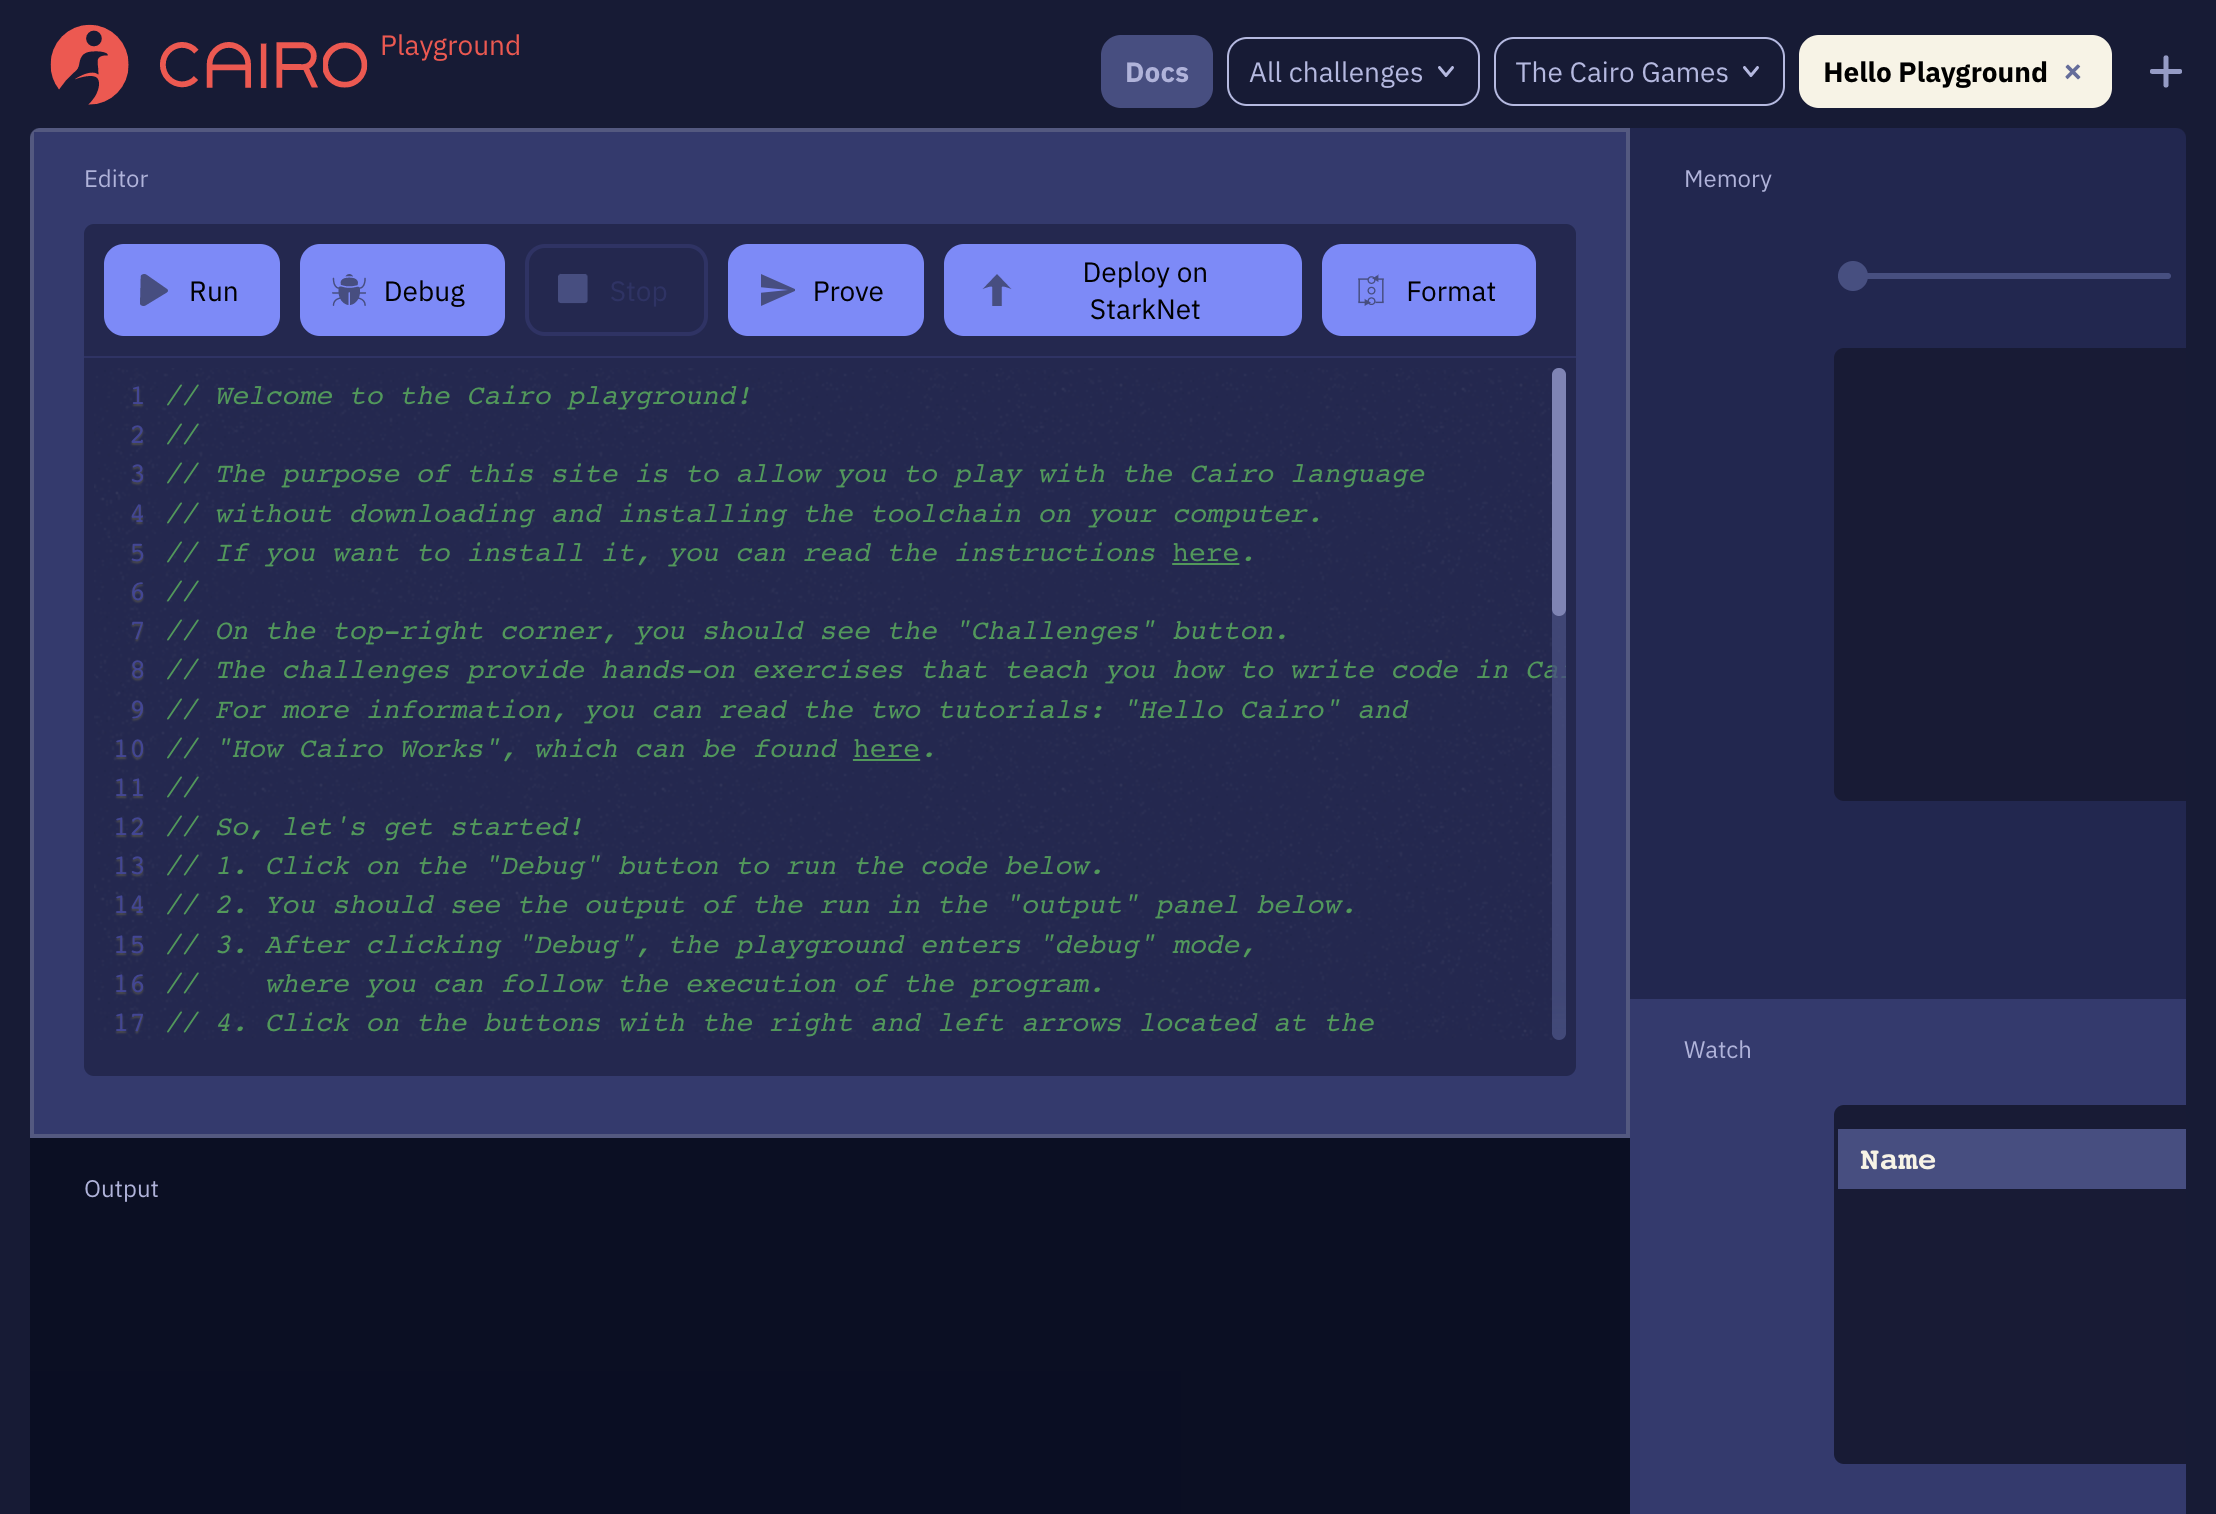 CAIRO Playground
Docs
All challenges
The Cairo Games
Hello Playground ×
+
Editor
Run
Debug
Stop
Prove
Deploy on
StarkNet
Format
1 // Welcome to the Cairo playground!
2 //
3 // The purpose of this site is to allow you to play with the Cairo language
4 // without downloading and installing the toolchain on your computer.
5 // If you want to install it, you can read the instructions here.
6 //
7 // On the top-right corner, you should see the "Challenges" button.
8 // The challenges provide hands-on exercises that teach you how to write code in Ca
9 // For more information, you can read the two tutorials: "Hello Cairo" and
10 // "How Cairo Works", which can be found here.
11 //
12 // So, let's get started!
13 // 1. Click on the "Debug" button to run the code below.
14 // 2. You should see the output of the run in the "output" panel below.
15 // 3. After clicking "Debug", the playground enters "debug" mode,
16 //    where you can follow the execution of the program.
17 // 4. Click on the buttons with the right and left arrows located at the
Output
Memory
Watch
Name